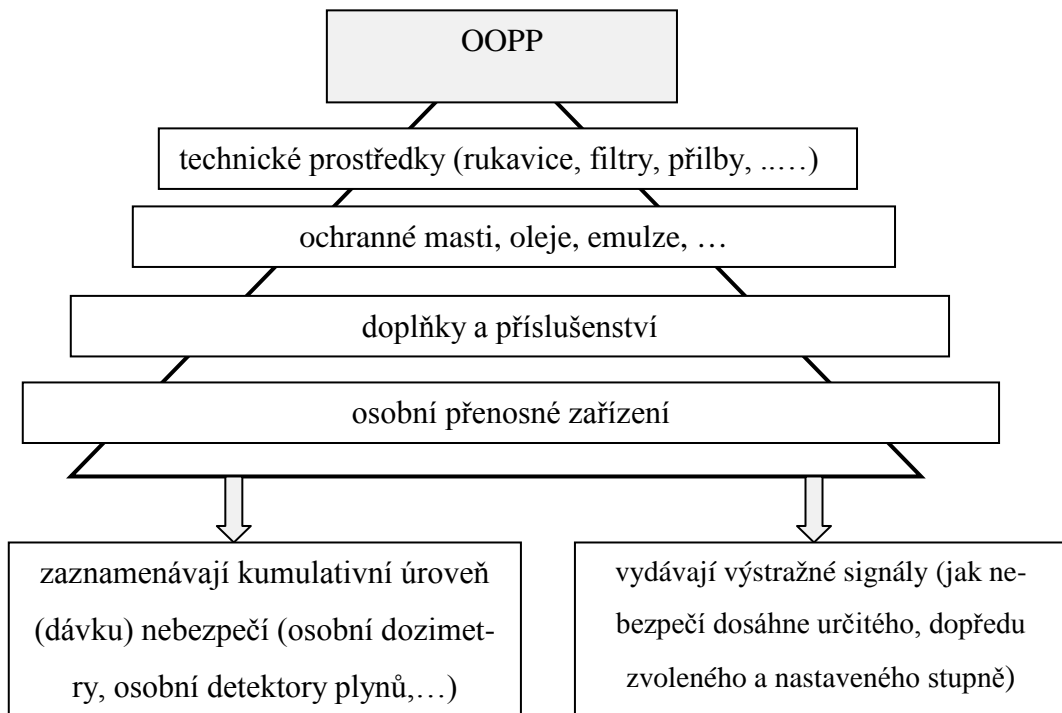 OOPP
technické prostředky (rukavice, filtry, přilby, ..…)
ochranné masti, oleje, emulze, …
doplňky a příslušenství
osobní přenosné zařízení
zaznamenávají kumulativní úroveň
(dávku) nebezpečí (osobní dozimet-
ry, osobní detektory plynů,…)
vydávají výstražné signály (jak ne-
bezpečí dosáhne určitého, dopředu
zvoleného a nastaveného stupně)